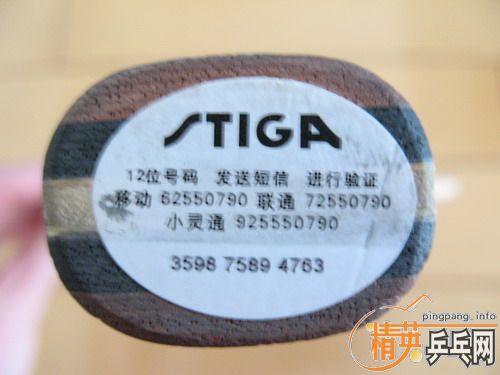 STIGA
12位号码 发送短信 进行验证
移动 62550790 联通 72550790
小灵通 925550790
3598 7589 4763
pingpang.info
精英乒乓网